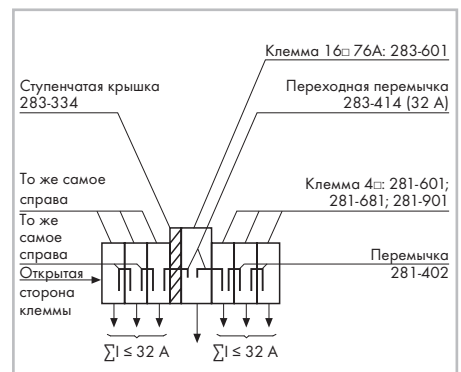 Клемма 16□ 76А: 283-601
Ступенчатая крышка
283-334
Переходная перемычка
283-414 (32 А)
То же самое
справа
Клемма 4□: 281-601;
281-681; 281-901
То же
самое
справа
Перемычка
281-402
Открытая
сторона
клеммы
∑I ≤ 32 А
∑I ≤ 32 А